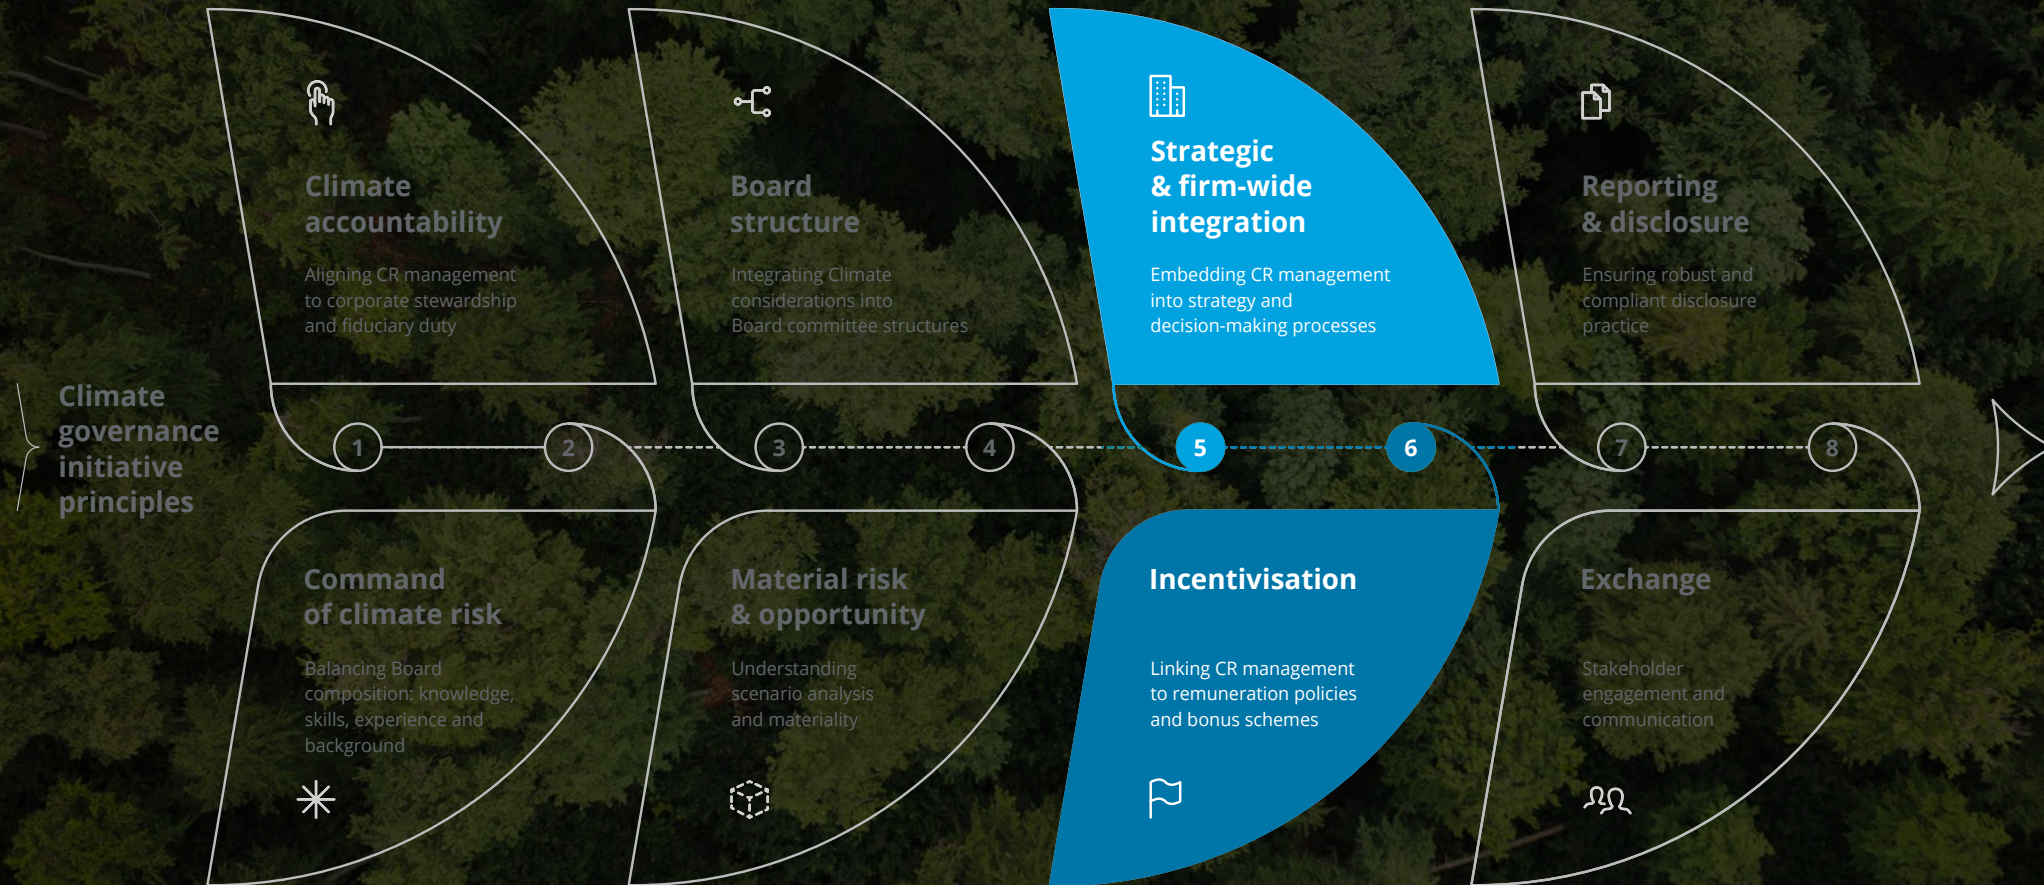 Climate
governance
initiative
principles
Climate
accountability
Aligning CR management
to corporate stewardship
and fiduciary duty
1
Command
of climate risk
Balancing Board
composition: knowledge,
skills, experience and
background
2
Board
structure
Integrating Climate
considerations into
Board committee structures
3
Material risk
& opportunity
Understanding
scenario analysis
and materiality
4
Strategic
& firm-wide
integration
Embedding CR management
into strategy and
decision-making processes
5
Incentivisation
Linking CR management
to remuneration policies
and bonus schemes
6
Reporting
& disclosure
Ensuring robust and
compliant disclosure
practice
7
Exchange
Stakeholder
engagement and
communication
8